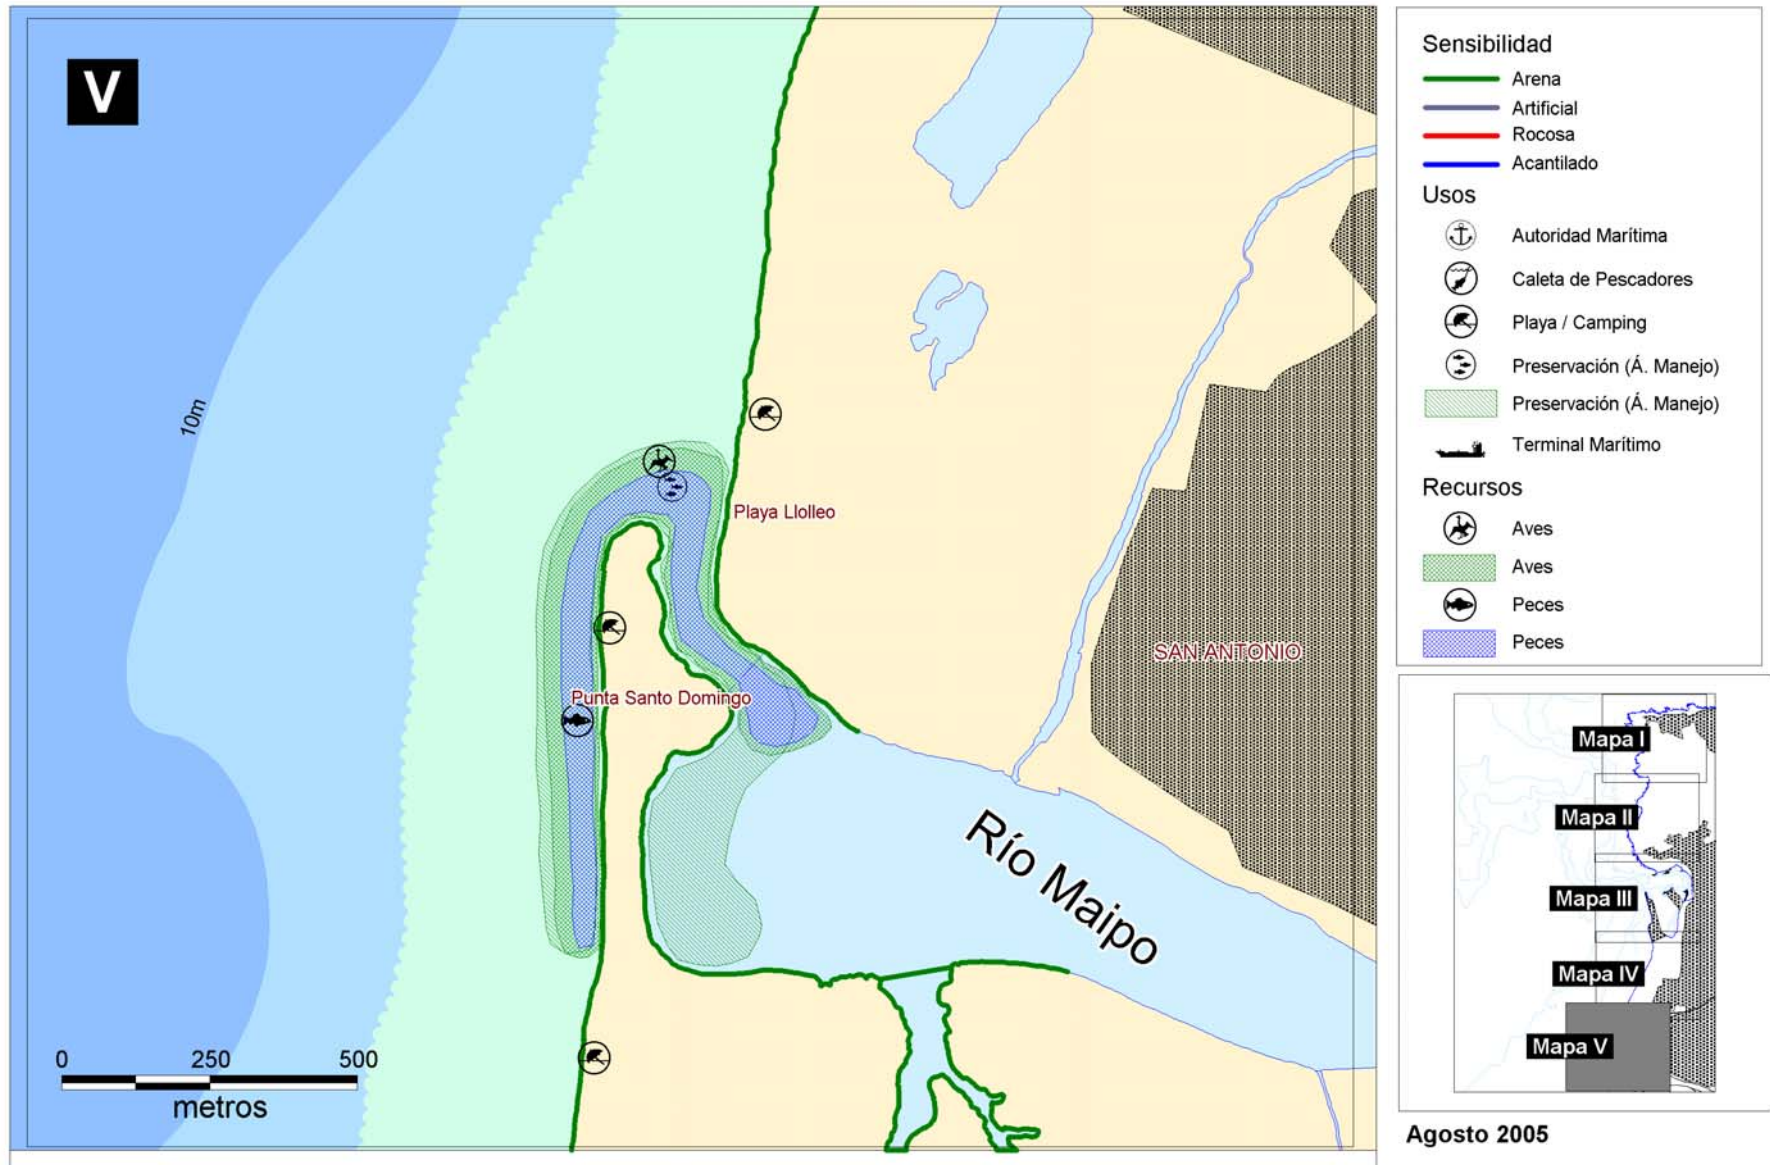 V
10m
Playa Llolleo
Punta Santo Domingo
SAN ANTONIO
Río Maipo
0 250 500
metros
Sensibilidad
Arena
Artificial
Rocosa
Acantilado
Usos
Autoridad Marítima
Caleta de Pescadores
Playa / Camping
Preservación (Á. Manejo)
Preservación (Á. Manejo)
Terminal Marítimo
Recursos
Aves
Aves
Peces
Peces
Mapa I
Mapa II
Mapa III
Mapa IV
Mapa V
Agosto 2005